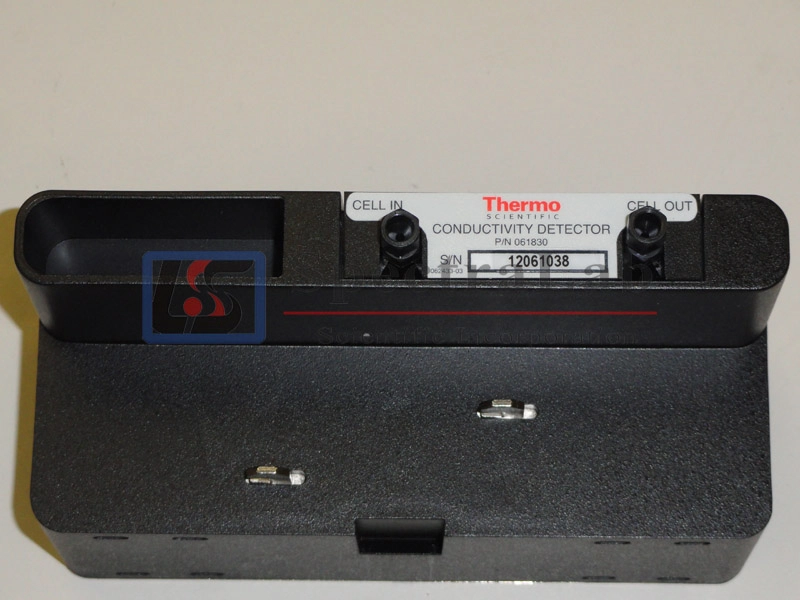 CELL IN
Thermo
SCIENTIFIC
CELL OUT
CONDUCTIVITY DETECTOR
P/N 061830
S/N 12061038